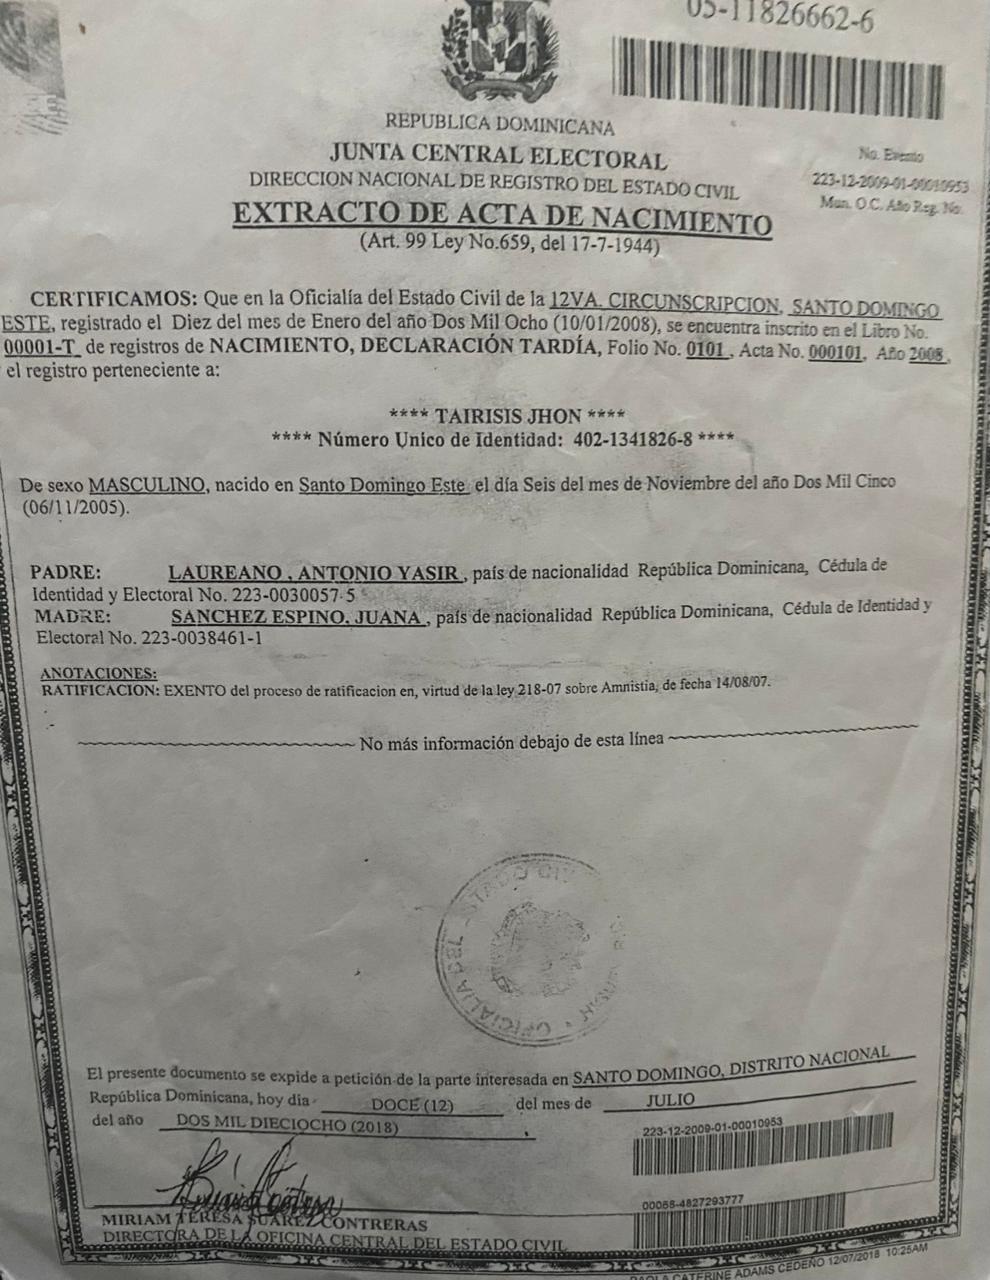 05-11826662-6
REPUBLICA DOMINICANA
JUNTA CENTRAL ELECTORAL
DIRECCION NACIONAL DE REGISTRO DEL ESTADO CIVIL
EXTRACTO DE ACTA DE NACIMIENTO
(Art. 99 Ley No.659, del 17-7-1944)
No. Evento
223-12-2009-01-00010953
Mun. O.C. Año Reg. No.
CERTIFICAMOS: Que en la Oficialía del Estado Civil de la 12VA. CIRCUNSCRIPCION, SANTO DOMINGO
ESTE, registrado el Diez del mes de Enero del año Dos Mil Ocho (10/01/2008), se encuentra inscrito en el Libro No.
00001-T de registros de NACIMIENTO, DECLARACIÓN TARDÍA, Folio No. 0101, Acta No. 000101, Año 2008,
el registro perteneciente a:
**** TAIRISIS JHON ****
**** Número Unico de Identidad: 402-1341826-8 ****
De sexo MASCULINO, nacido en Santo Domingo Este el día Seis del mes de Noviembre del año Dos Mil Cinco
(06/11/2005).
PADRE: LAUREANO , ANTONIO YASIR , país de nacionalidad República Dominicana, Cédula de
Identidad y Electoral No. 223-0030057-5
MADRE: SANCHEZ ESPINO, JUANA , país de nacionalidad República Dominicana, Cédula de Identidad y
Electoral No. 223-0038461-1
ANOTACIONES:
RATIFICACION: EXENTO del proceso de ratificacion en, virtud de la ley 218-07 sobre Amnistia, de fecha 14/08/07.
No más información debajo de esta línea
OFICIALIA DEL ESTADO CIVIL
El presente documento se expide a petición de la parte interesada en SANTO DOMINGO, DISTRITO NACIONAL
República Dominicana, hoy dia DOCE (12) del mes de JULIO
del año DOS MIL DIECIOCHO (2018)
223-12-2009-01-00010953
00068-4827293777
MIRIAM TERESA SUAREZ CONTRERAS
DIRECTORA DE LA OFICINA CENTRAL DEL ESTADO CIVIL
CATERINE ADAMS CEDEÑO 12/07/2018 10:25AM